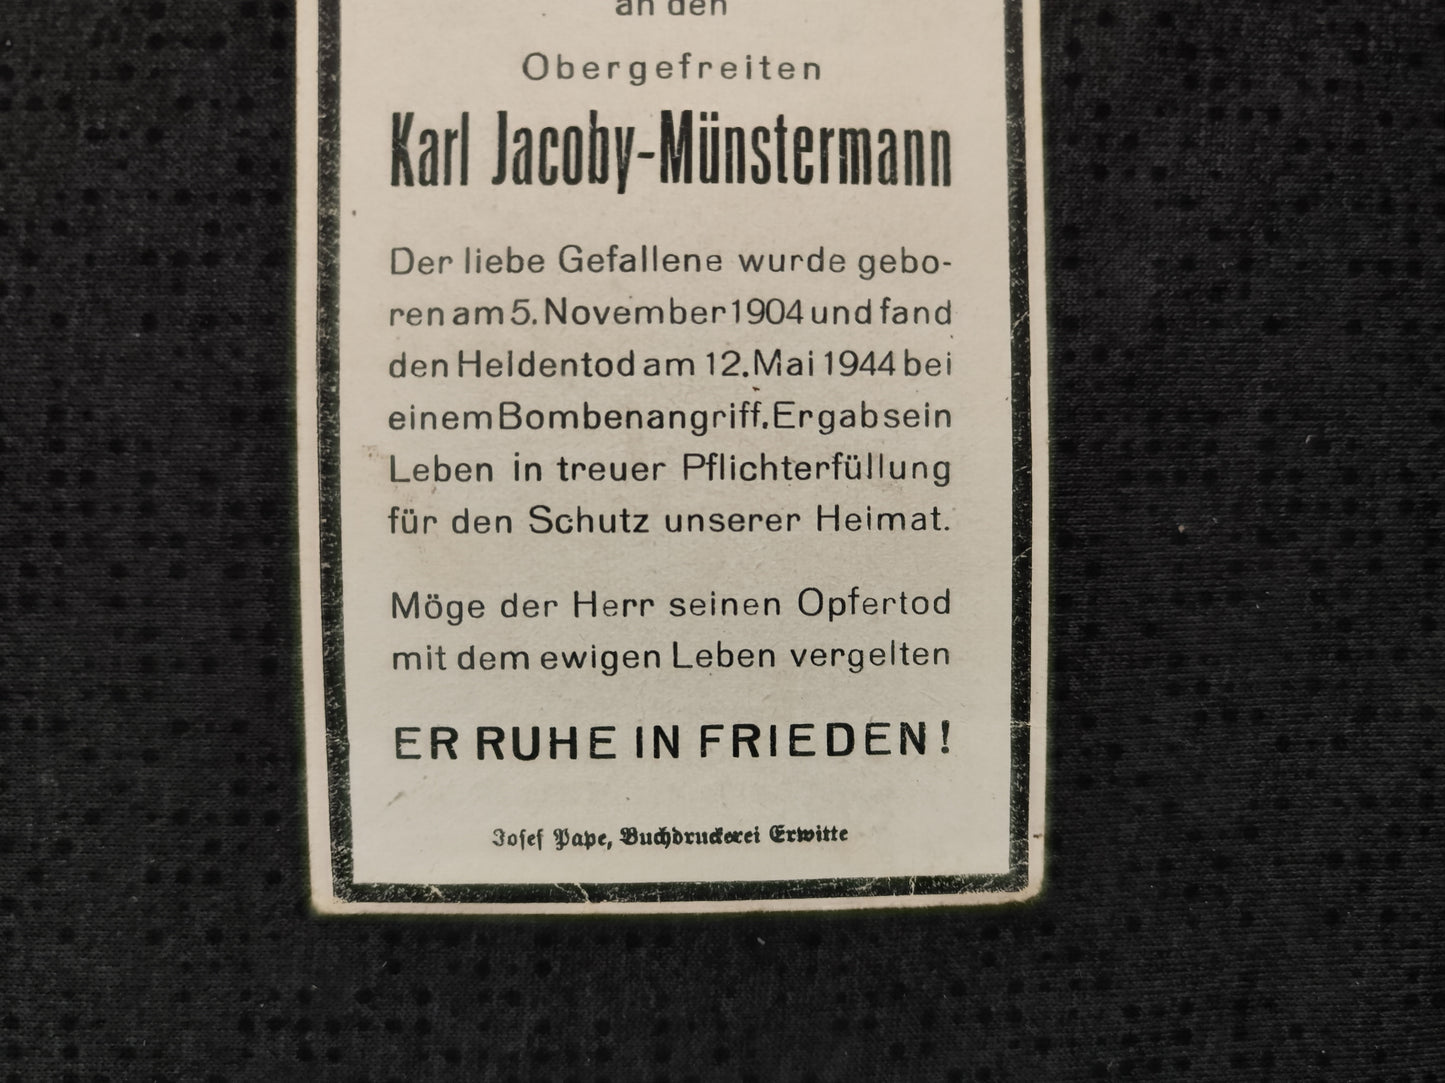 an den
Obergefreiten
Karl Jacoby-Münstermann
Der liebe Gefallene wurde gebo-
ren am 5. November 1904 und fand
den Heldentod am 12. Mai 1944 bei
einem Bombenangriff. Er gab sein
Leben in treuer Pflichterfüllung
für den Schutz unserer Heimat.
Möge der Herr seinen Opfertod
mit dem ewigen Leben vergelten
ER RUHE IN FRIEDEN!
Josef Pape, Buchdruckerei Erwitte